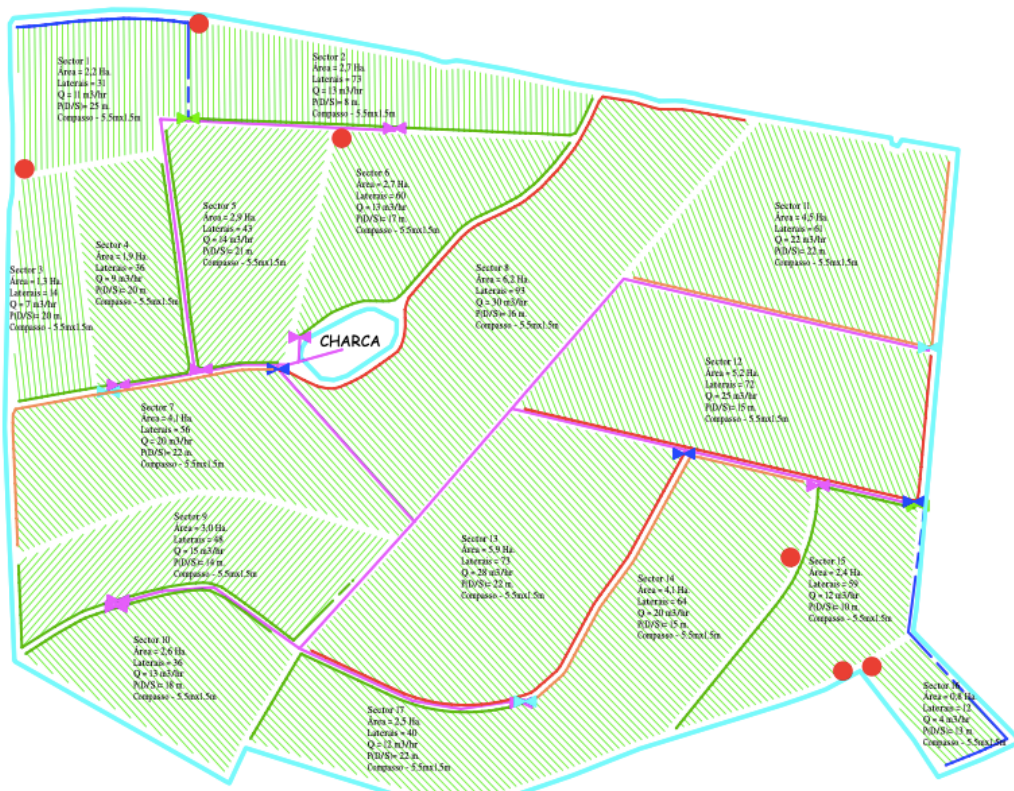 Sector 1
Área = 2,2 Ha.
Laterais = 31
Q = 11 m3/hr
P(D/S)= 25 m.
Compasso - 5.5mx1.5m
Sector 2
Área = 2,7 Ha.
Laterais = 73
Q = 13 m3/hr
P(D/S)= 8 m.
Compasso - 5.5mx1.5m
Sector 6
Área = 2,7 Ha.
Laterais = 60
Q = 13 m3/hr
P(D/S)= 17 m.
Compasso - 5.5mx1.5m
Sector 5
Área = 2,9 Ha.
Laterais = 43
Q = 14 m3/hr
P(D/S)= 21 m.
Compasso - 5.5mx1.5m
Sector 11
Área = 4,5 Ha.
Laterais = 61
Q = 22 m3/hr
P(D/S)= 22 m.
Compasso - 5.5mx1.5m
Sector 4
Área = 1,9 Ha.
Laterais = 36
Q = 9 m3/hr
P(D/S)= 20 m.
Compasso - 5.5mx1.5m
Sector 3
Área = 1,3 Ha.
Laterais = 14
Q = 7 m3/hr
P(D/S)= 20 m.
Compasso - 5.5mx1.5m
Sector 8
Área = 6,2 Ha.
Laterais = 93
Q = 30 m3/hr
P(D/S)= 16 m.
Compasso - 5.5mx1.5m
CHARCA
Sector 12
Área = 5,2 Ha.
Laterais = 72
Q = 25 m3/hr
P(D/S)= 15 m.
Compasso - 5.5mx1.5m
Sector 7
Área = 4,1 Ha.
Laterais = 56
Q = 20 m3/hr
P(D/S)= 22 m.
Compasso - 5.5mx1.5m
Sector 9
Área = 3,0 Ha.
Laterais = 48
Q = 15 m3/hr
P(D/S)= 14 m.
Compasso - 5.5mx1.5m
Sector 13
Área = 5,9 Ha.
Laterais = 73
Q = 28 m3/hr
P(D/S)= 22 m.
Compasso - 5.5mx1.5m
Sector 14
Área = 4,1 Ha.
Laterais = 64
Q = 20 m3/hr
P(D/S)= 15 m.
Compasso - 5.5mx1.5m
Sector 15
Área = 2,4 Ha.
Laterais = 59
Q = 12 m3/hr
P(D/S)= 10 m.
Compasso - 5.5mx1.5m
Sector 10
Área = 2,6 Ha.
Laterais = 36
Q = 13 m3/hr
P(D/S)= 18 m.
Compasso - 5.5mx1.5m
Sector 16
Área = 0,8 Ha.
Laterais = 12
Q = 4 m3/hr
P(D/S)= 13 m.
Compasso - 5.5mx1.5m
Sector 17
Área = 2,5 Ha.
Laterais = 40
Q = 12 m3/hr
P(D/S)= 22 m.
Compasso - 5.5mx1.5m